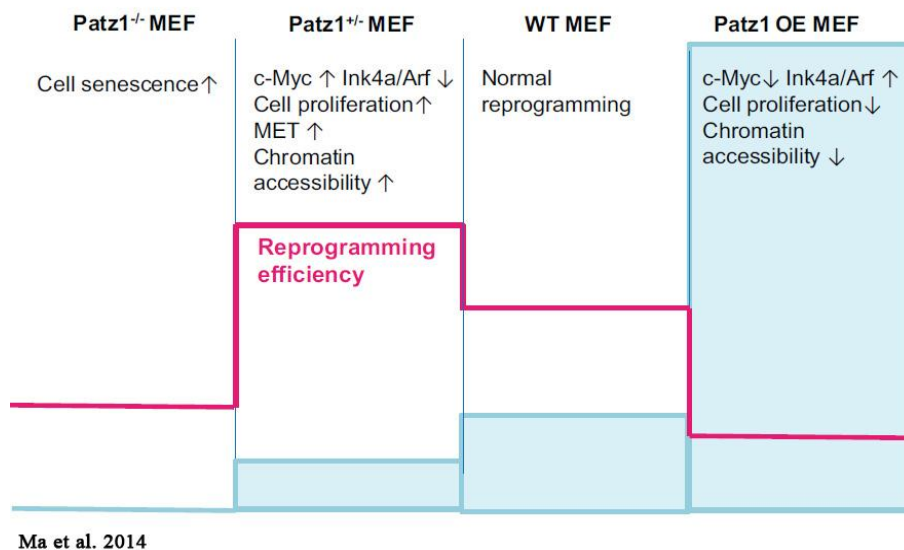 Patz1-/- MEF
Patz1+/- MEF
WT MEF
Patz1 OE MEF
Cell senescence↑
c-Myc ↑ Ink4a/Arf ↓
Cell proliferation↑
MET ↑
Chromatin
accessibility ↑
Normal
reprogramming
c-Myc↓ Ink4a/Arf ↑
Cell proliferation↓
Chromatin
accessibility ↓
Reprogramming
efficiency
Ma et al. 2014